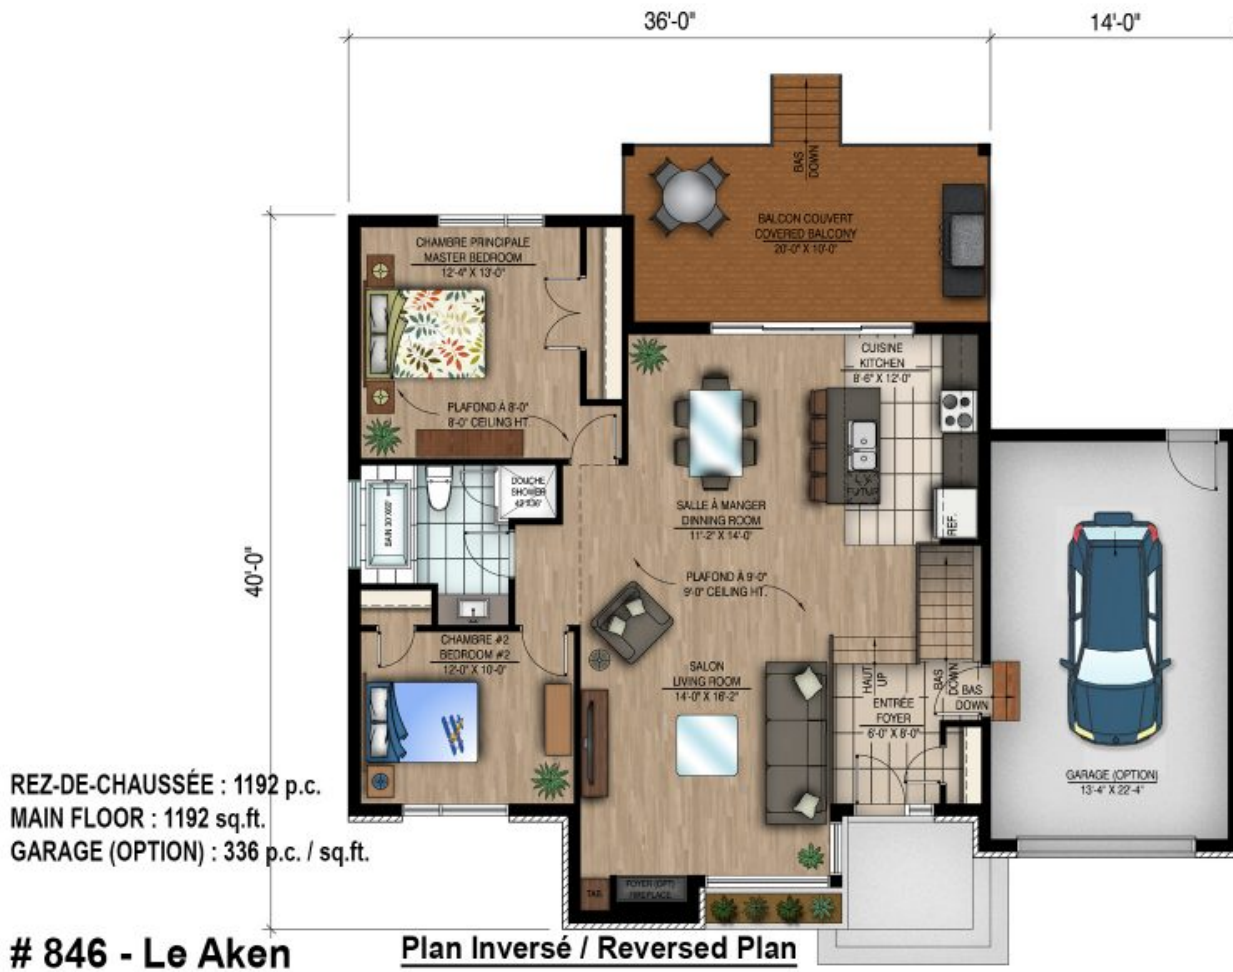 36'-0"
14'-0"
BAS
DOWN
BALCON COUVERT
COVERED BALCONY
20'-0" X 10'-0"
CHAMBRE PRINCIPALE
MASTER BEDROOM
12'-4" X 13'-0"
CUISINE
KITCHEN
8'-6" X 12'-0"
PLAFOND À 8'-0"
8'-0" CEILING HT.
DOUCHE
SHOWER
BAIN
SALLE À MANGER
DINNING ROOM
11'-2" X 14'-0"
REF.
40'-0"
PLAFOND À 9'-0"
9'-0" CEILING HT.
CHAMBRE #2
BEDROOM #2
12'-0" X 10'-0"
SALON
LIVING ROOM
14'-0" X 16'-2"
HAUT
UP
BAS
DOWN
BAS
DOWN
ENTRÉE
FOYER
6'-0" X 8'-0"
GARAGE (OPTION)
13'-4" X 22'-4"
REZ-DE-CHAUSSÉE : 1192 p.c.
MAIN FLOOR : 1192 sq.ft.
GARAGE (OPTION) : 336 p.c. / sq.ft.
FOYER (OPT)
FIREPLACE
# 846 - Le Aken
Plan Inversé / Reversed Plan